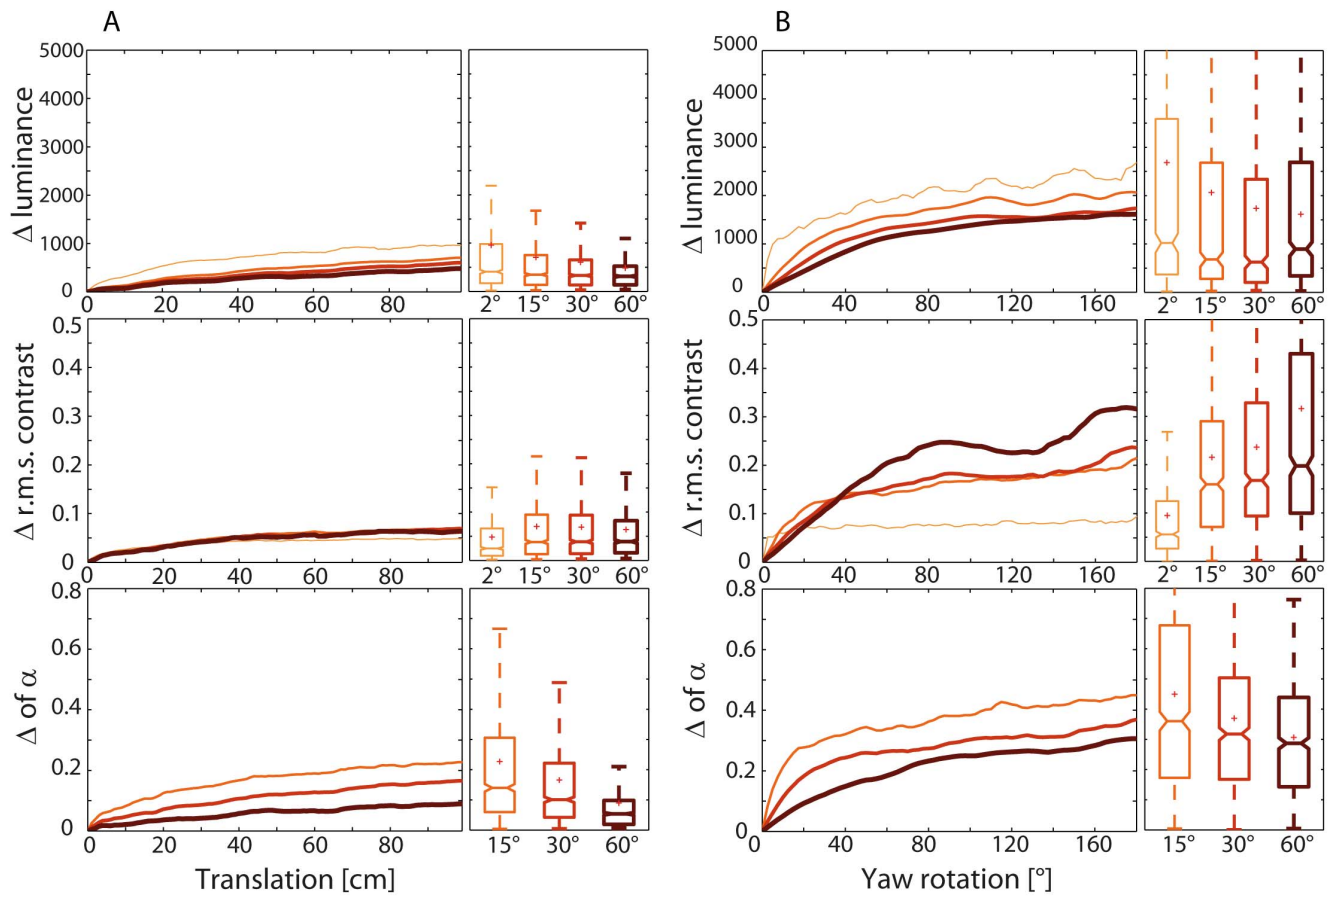 A
B
Δ luminance
5000
4000
3000
2000
1000
0
0 20 40 60 80
2° 15° 30° 60°
Δ luminance
5000
4000
3000
2000
1000
0
0 40 80 120 160
2° 15° 30° 60°
Δ r.m.s. contrast
0.5
0.4
0.3
0.2
0.1
0
0 20 40 60 80
2° 15° 30° 60°
Δ r.m.s. contrast
0.5
0.4
0.3
0.2
0.1
0
0 40 80 120 160
2° 15° 30° 60°
Δ of α
0.8
0.6
0.4
0.2
0
0 20 40 60 80
15° 30° 60°
Translation [cm]
Δ of α
0.8
0.6
0.4
0.2
0
0 40 80 120 160
15° 30° 60°
Yaw rotation [°]